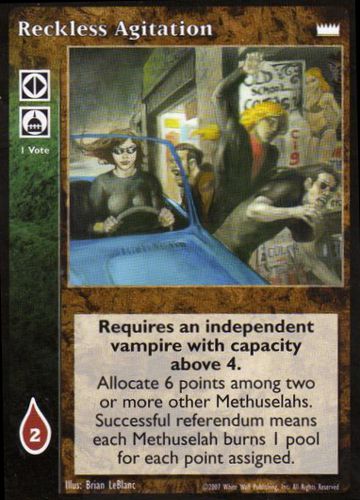 Reckless Agitation
1 Vote
SCHOOL
Requires an independent
vampire with capacity
above 4.
Allocate 6 points among two
or more other Methuselahs.
Successful referendum means
each Methuselah burns 1 pool
for each point assigned.
2
Illus: Brian LeBlanc
©2007 White Wolf Publishing, Inc. All Rights Reserved